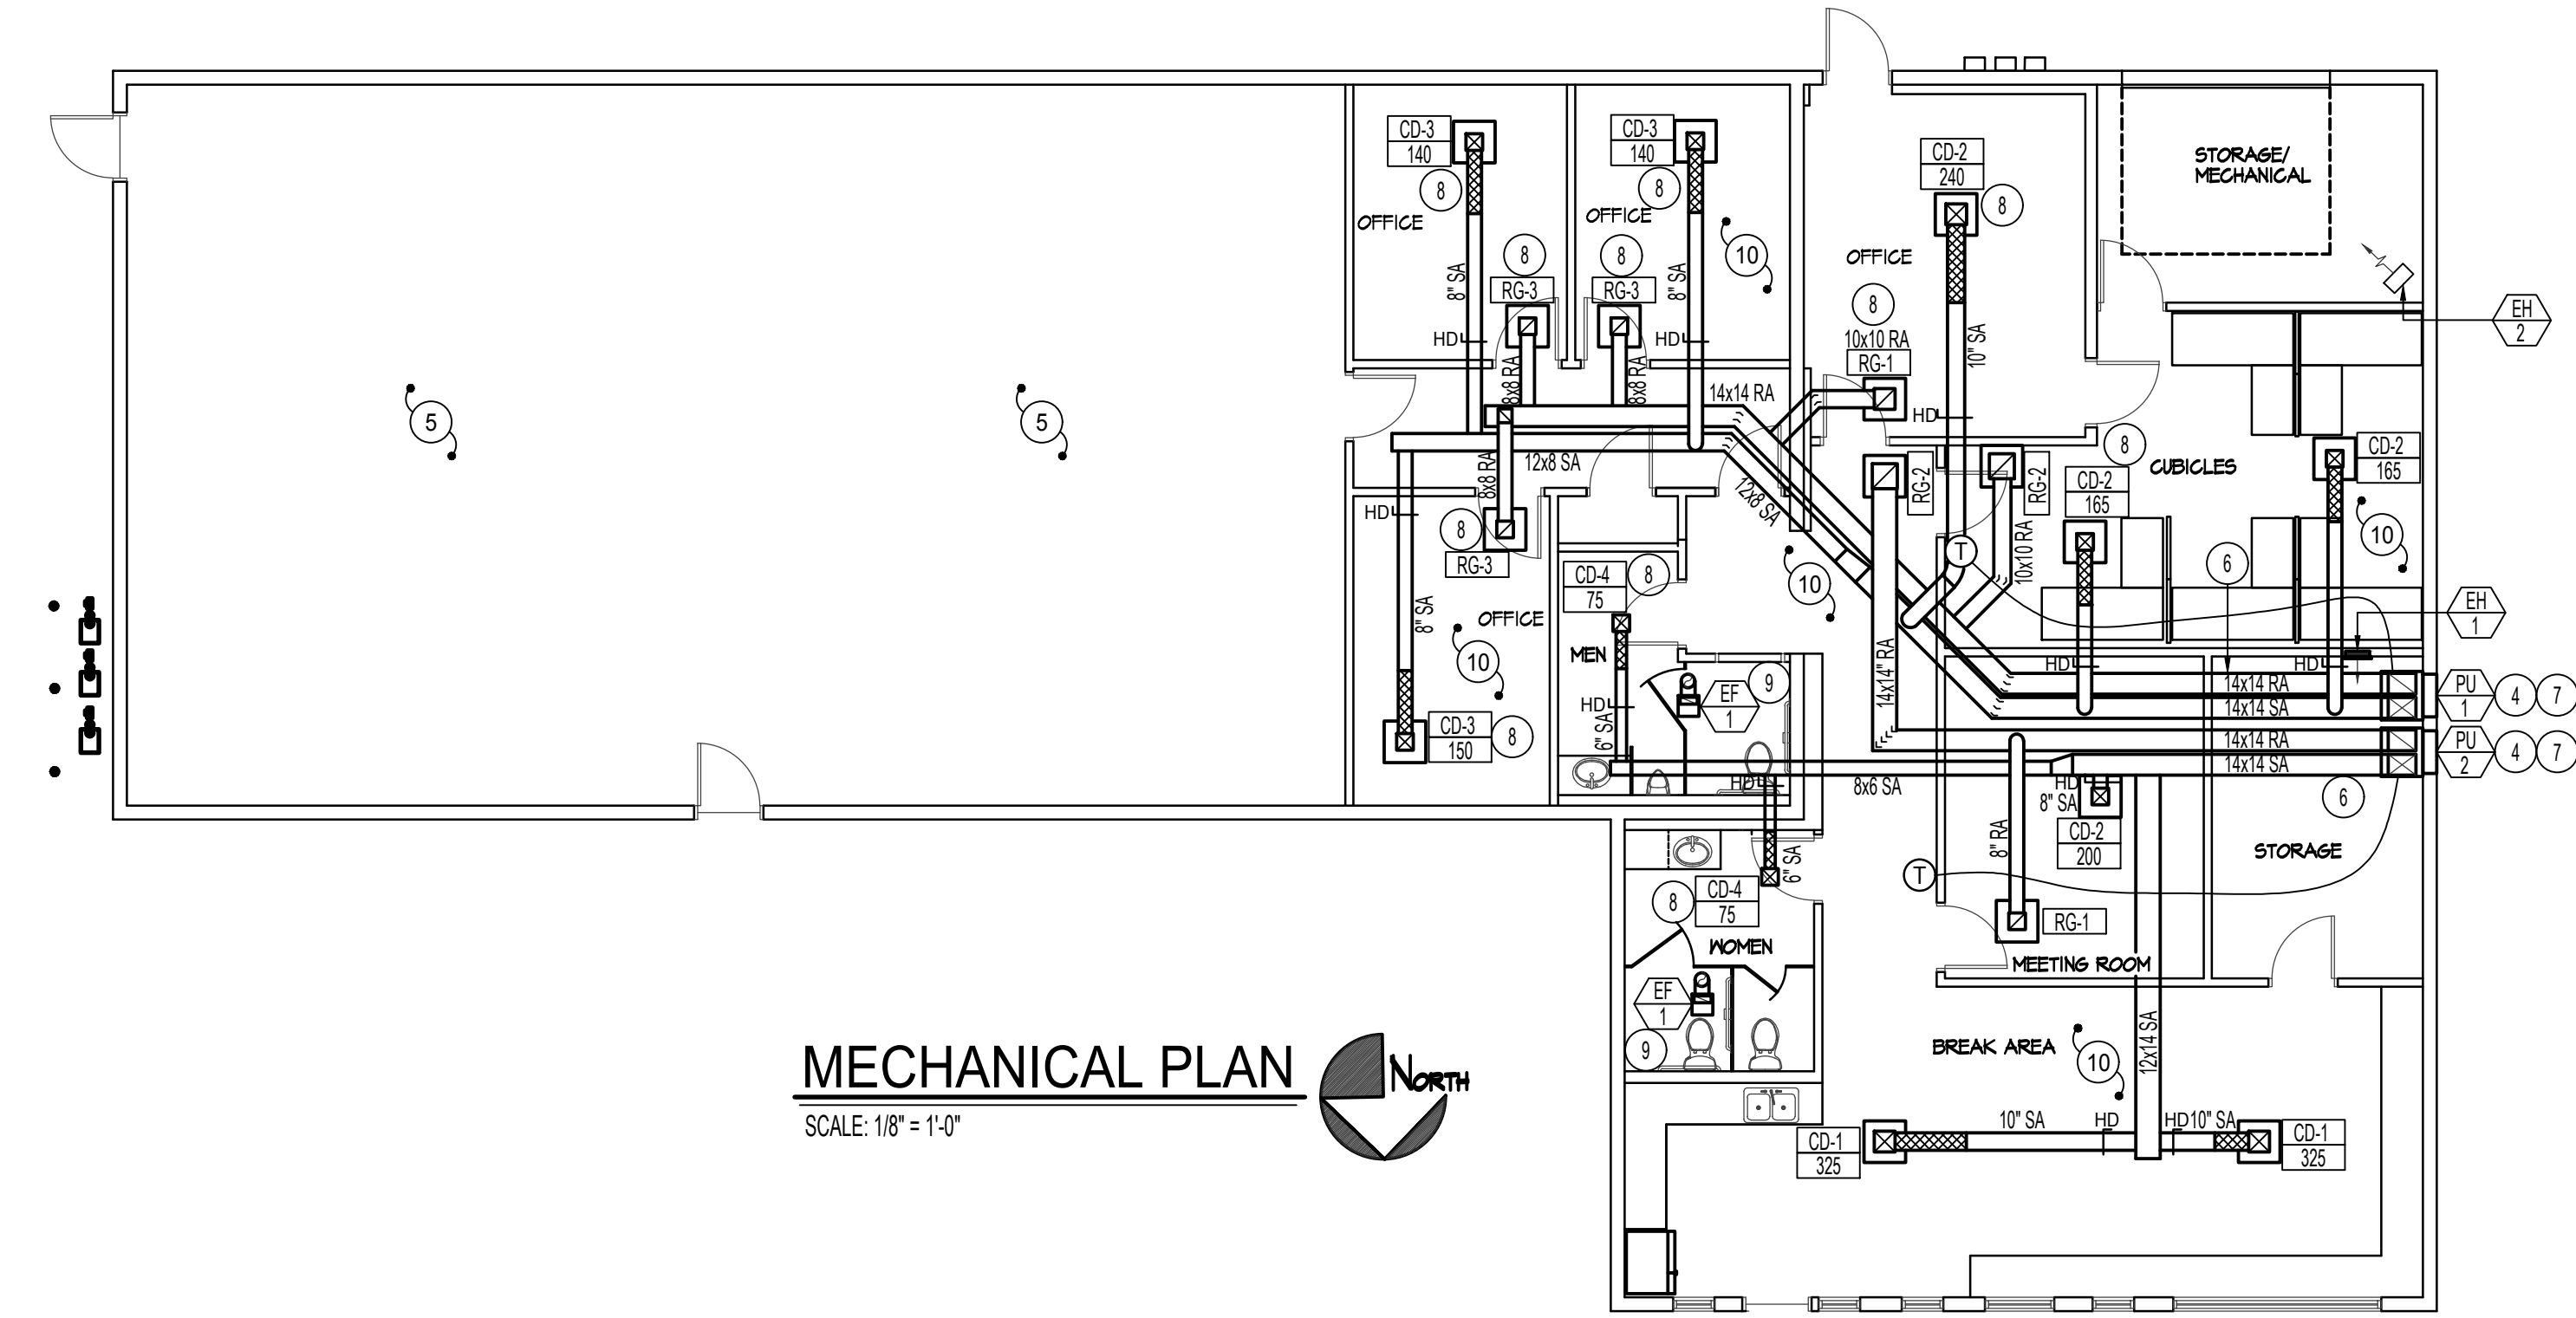 CD-3
140
8
OFFICE
8" SA
HD
8
RG-3
8x8 RA
CD-3
140
8
OFFICE
8" SA
HD
10
8
RG-3
8x8 RA
CD-2
240
8
OFFICE
8
10x10 RA
RG-1
10" SA
HD
STORAGE/
MECHANICAL
EH
2
5
5
14x14 RA
12x8 SA
12x8 SA
8x8 RA
HD
8
RG-3
8" SA
OFFICE
10
CD-3
150
8
RG-2
RG-2
10x10 RA
T
8
CUBICLES
CD-2
165
CD-2
165
10
6
EH
1
HD
HD
10
CD-4
75
8
MEN
HD
6" SA
EF
1
9
HD
14x14" RA
14x14 RA
14x14 SA
PU
1
4
7
14x14 RA
14x14 SA
PU
2
4
7
8x6 SA
HD
8" SA
CD-2
200
8" RA
6
STORAGE
T
RG-1
MEETING ROOM
6" SA
8
CD-4
75
WOMEN
EF
1
9
BREAK AREA
10
12x14 SA
10" SA
HD
HD
10" SA
CD-1
325
CD-1
325
MECHANICAL PLAN
SCALE: 1/8" = 1'-0"
NORTH